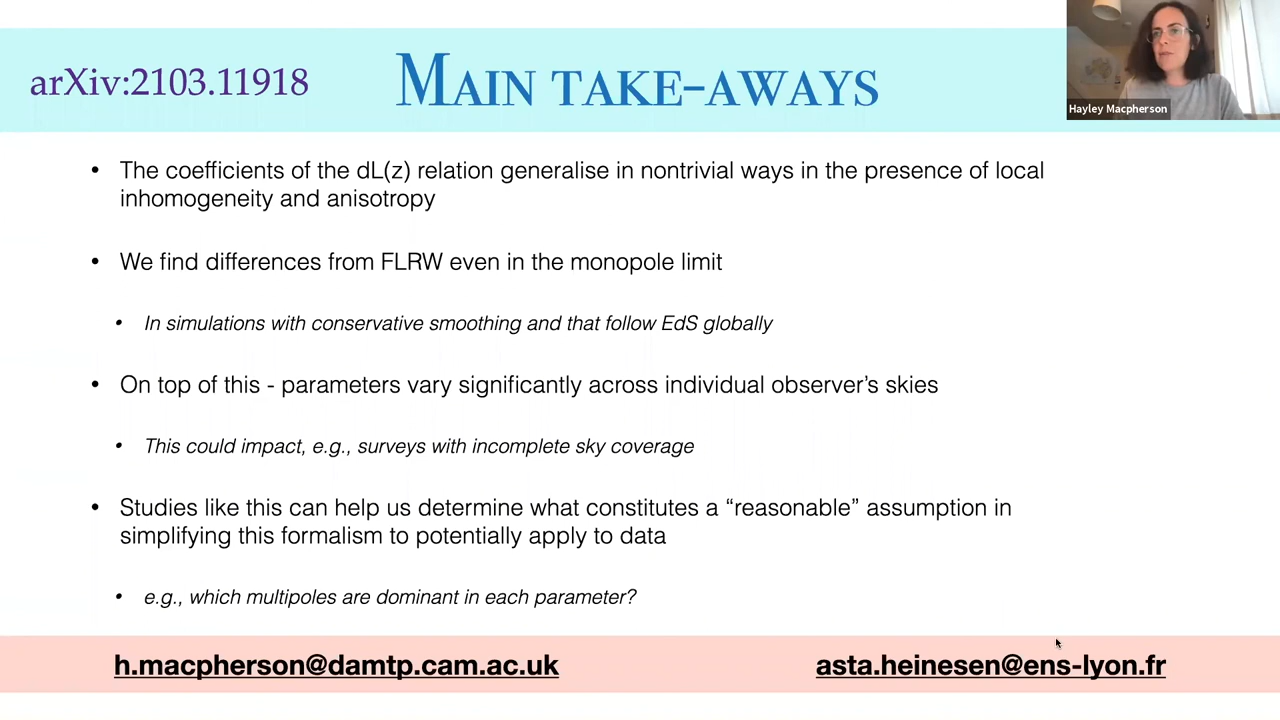 arXiv:2103.11918
Main take-aways
Hayley Macpherson
• The coefficients of the dL(z) relation generalise in nontrivial ways in the presence of local
inhomogeneity and anisotropy
• We find differences from FLRW even in the monopole limit
• In simulations with conservative smoothing and that follow EdS globally
• On top of this - parameters vary significantly across individual observer's skies
• This could impact, e.g., surveys with incomplete sky coverage
• Studies like this can help us determine what constitutes a “reasonable” assumption in
simplifying this formalism to potentially apply to data
• e.g., which multipoles are dominant in each parameter?
h.macpherson@damtp.cam.ac.uk
asta.heinesen@ens-lyon.fr